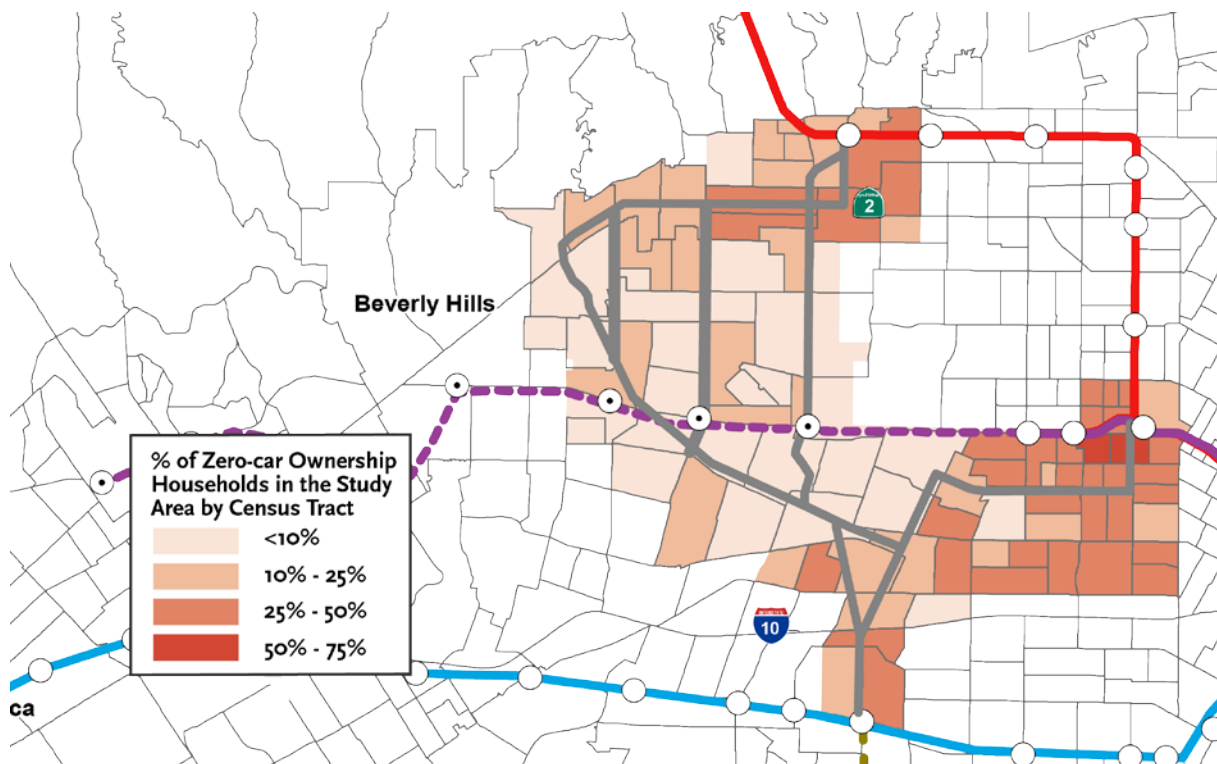 2
Beverly Hills
% of Zero-car Ownership
Households in the Study
Area by Census Tract
<10%
10% - 25%
25% - 50%
50% - 75%
10
ca